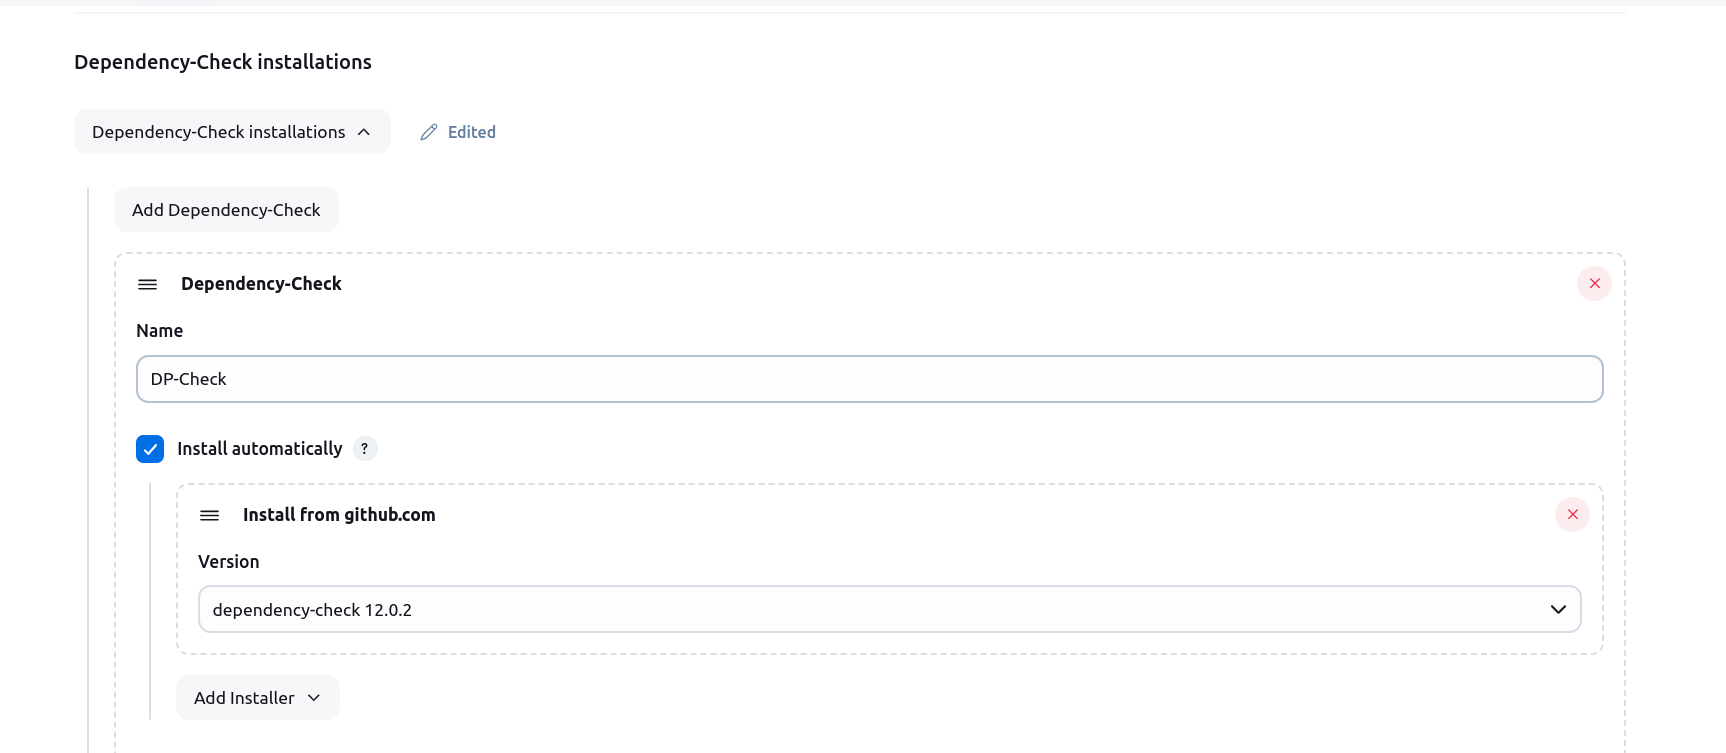 Dependency-Check installations
Dependency-Check installations
Edited
Add Dependency-Check
Dependency-Check
Name
DP-Check
Install automatically ?
Install from github.com
Version
dependency-check 12.0.2
Add Installer